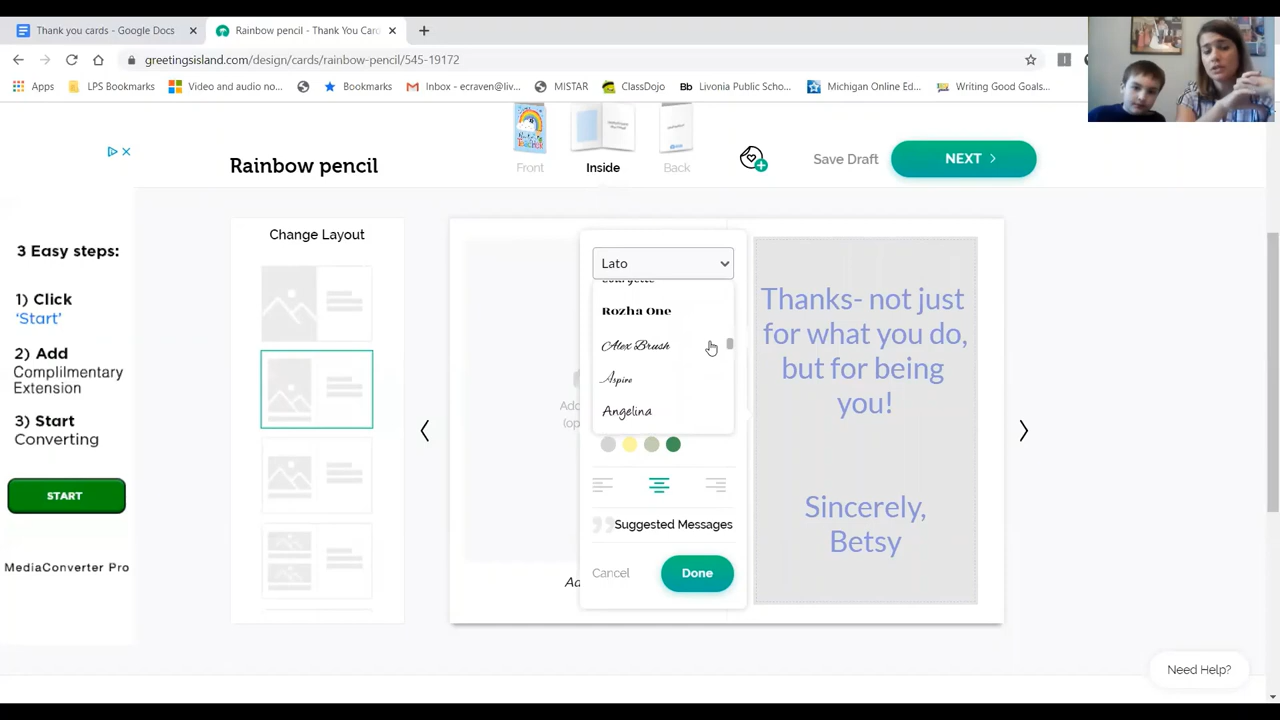 Thank you cards - Google Docs
Rainbow pencil - Thank You Card
greetingsisland.com/design/cards/rainbow-pencil/545-19172
Apps
LPS Bookmarks
Video and audio no...
Bookmarks
Inbox - ecraven@liv...
MISTAR
ClassDojo
Bb
Livonia Public Scho...
Michigan Online Ed...
Writing Good Goals...
Rainbow pencil
Front
Inside
Back
Save Draft
NEXT
3 Easy steps:
1) Click
'Start'
2) Add
Complimentary
Extension
3) Start
Converting
START
MediaConverter Pro
Change Layout
Lato
Rozha One
Alex Brush
Aspire
Angelina
Suggested Messages
Cancel
Done
Thanks- not just
for what you do,
but for being
you!
Sincerely,
Betsy
Need Help?